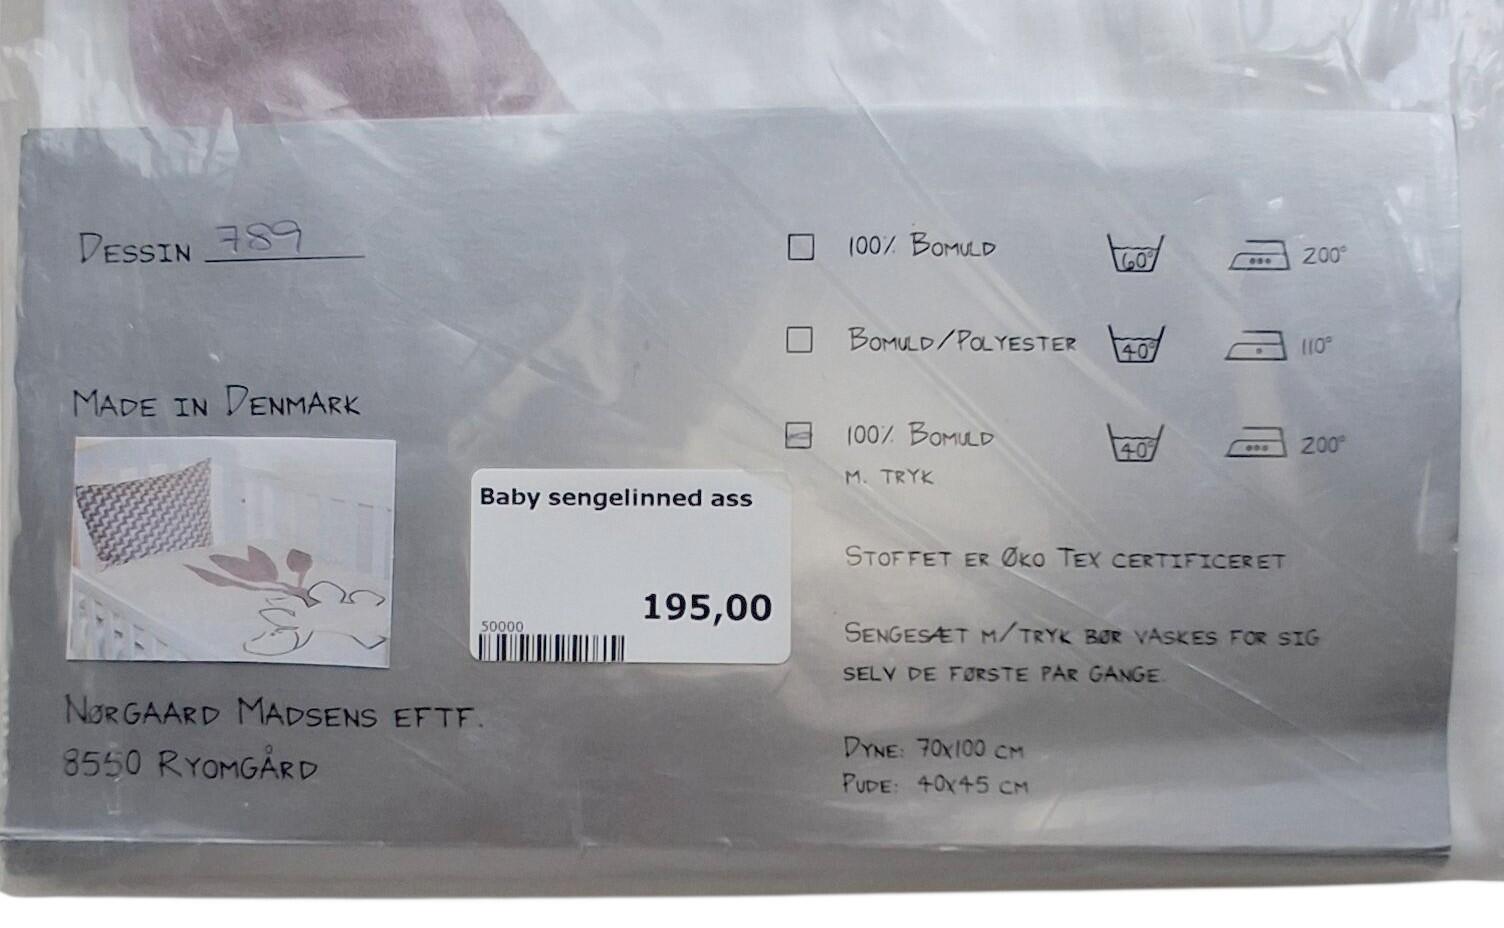 DESSIN 789
MADE IN DENMARK
NØRGAARD MADSENS EFTF.
8550 RYOMGÅRD
Baby sengelinned ass
195,00
50000
100% BOMULD 60° 200°
BOMULD/POLYESTER 40° 110°
100% BOMULD 40° 200°
M. TRYK
STOFFET ER ØKO TEX CERTIFICERET
SENGESÆT M/TRYK BØR VASKES FOR SIG
SELV DE FØRSTE PAR GANGE.
DYNE: 70X100 CM
PUDE: 40X45 CM